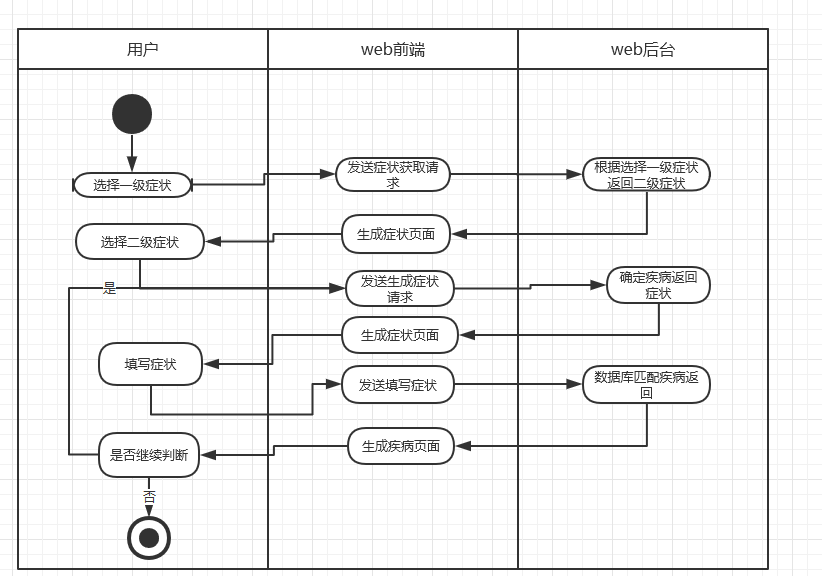 用户
web前端
web后台
选择一级症状
发送症状获取请
求
根据选择一级症状
返回二级症状
选择二级症状
生成症状页面
是
发送生成症状
请求
确定疾病返回
症状
生成症状页面
填写症状
发送填写症状
数据库匹配疾病返
回
是否继续判断
生成疾病页面
否